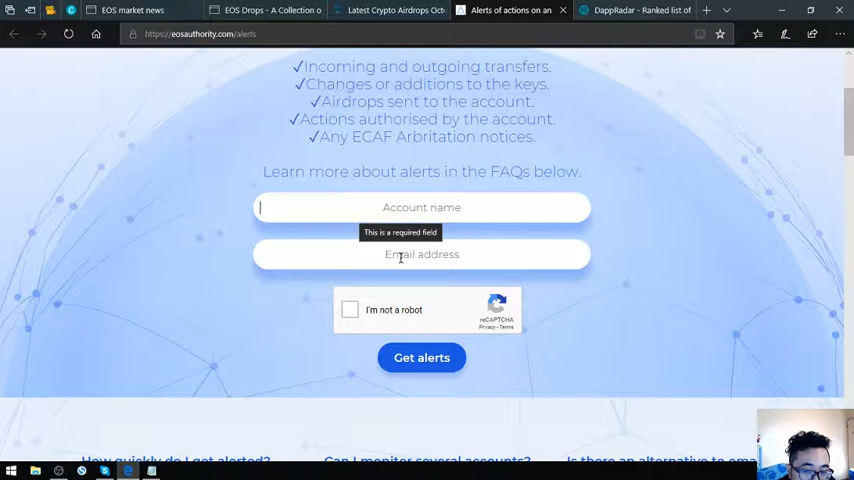 EOS market news
EOS Drops - A Collection o
Latest Crypto Airdrops Oct
Alerts of actions on an
DappRadar - Ranked list of
https://eosauthority.com/alerts
✓Incoming and outgoing transfers.
✓Changes or additions to the keys.
✓Airdrops sent to the account.
✓Actions authorised by the account.
✓Any ECAF Arbritation notices.
Learn more about alerts in the FAQs below.
Account name
This is a required field
Email address
I'm not a robot
reCAPTCHA
Privacy - Terms
Get alerts
How quickly do I get alerted?
Can I monitor several accounts?
Is there an alternative to emai